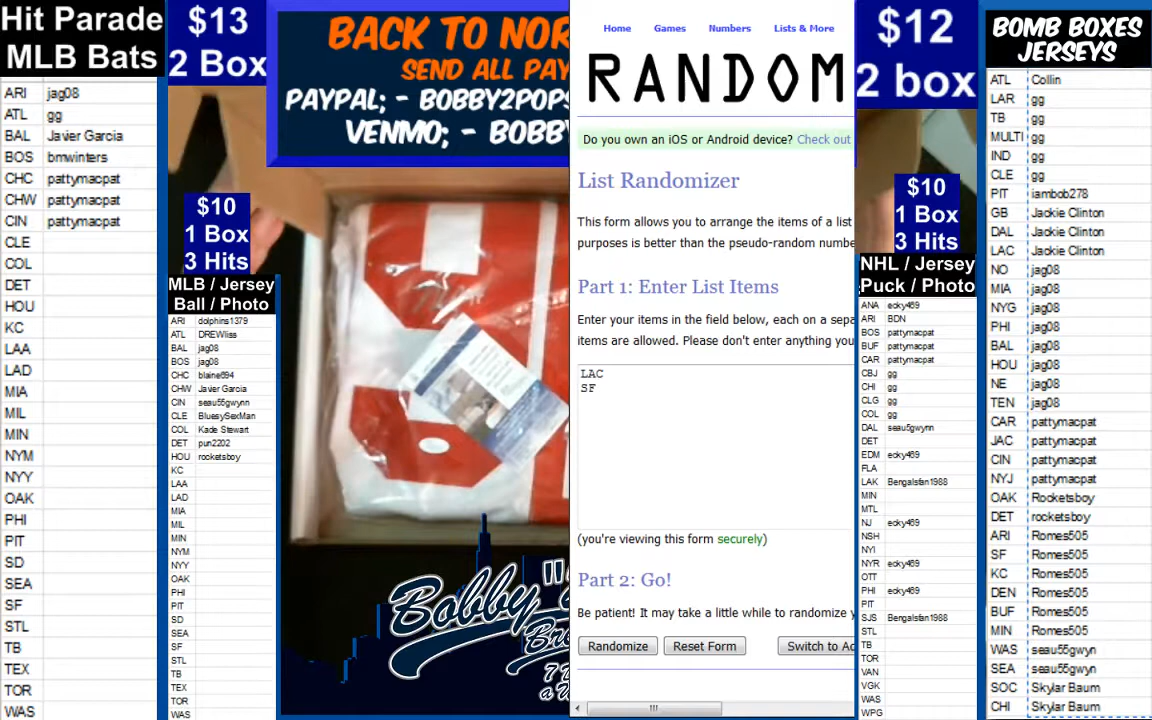 Hit Parade
MLB Bats
ARI jag08
ATL gg
BAL Javier Garcia
BOS bmwinters
CHC pattymacpat
CHW pattymacpat
CIN pattymacpat
CLE
COL
DET
HOU
KC
LAA
LAD
MIA
MIL
MIN
NYM
NYY
OAK
PHI
PIT
SD
SEA
SF
STL
TB
TEX
TOR
WAS
$13
2 Box
$10
1 Box
3 Hits
MLB / Jersey
Ball / Photo
ARI dolphins1379
ATL DREWliss
BAL jag08
BOS jag08
CHC blaine694
CHW Javier Garcia
CIN seau55gwynn
CLE BluesySexMan
COL Kade Stewart
DET pun2202
HOU rocketsboy
KC
LAA
LAD
MIA
MIL
MIN
NYM
NYY
OAK
PHI
PIT
SD
SEA
SF
STL
TB
TEX
TOR
WAS
BACK TO NOR
SEND ALL PAY
PAYPAL; - BOBBY2POPS
VENMO; - BOBBY
Bobby "
Bre
7 D
a W
Home Games Numbers Lists & More
RANDOM
Do you own an iOS or Android device? Check out
List Randomizer
This form allows you to arrange the items of a list
purposes is better than the pseudo-random numbe
Part 1: Enter List Items
Enter your items in the field below, each on a sepa
items are allowed. Please don't enter anything you
LAC
SF
(you're viewing this form securely)
Part 2: Go!
Be patient! It may take a little while to randomize y
Randomize Reset Form Switch to Ad
$12
2 box
$10
1 Box
3 Hits
NHL / Jersey
Puck / Photo
ANA ecky469
ARI BDN
BOS pattymacpat
BUF pattymacpat
CAR pattymacpat
CBJ gg
CHI gg
CLG gg
COL gg
DAL seau5gwynn
DET
EDM ecky469
FLA
LAK Bengalsfan1988
MIN
MTL
NJ ecky469
NSH
NYI
NYR ecky469
OTT
PHI ecky469
PIT
SJS Bengalsfan1988
STL
TB
TOR
VAN
VGK
WAS
WPG
BOMB BOXES
JERSEYS
ATL Collin
LAR gg
TB gg
MULTI gg
IND gg
CLE gg
PIT iambob278
GB Jackie Clinton
DAL Jackie Clinton
LAC Jackie Clinton
NO jag08
MIA jag08
NYG jag08
PHI jag08
BAL jag08
HOU jag08
NE jag08
TEN jag08
CAR pattymacpat
JAC pattymacpat
CIN pattymacpat
NYJ pattymacpat
OAK Rocketsboy
DET rocketsboy
ARI Romes505
SF Romes505
KC Romes505
DEN Romes505
BUF Romes505
MIN Romes505
WAS seau55gwyn
SEA seau55gwyn
SOC Skylar Baum
CHI Skylar Baum